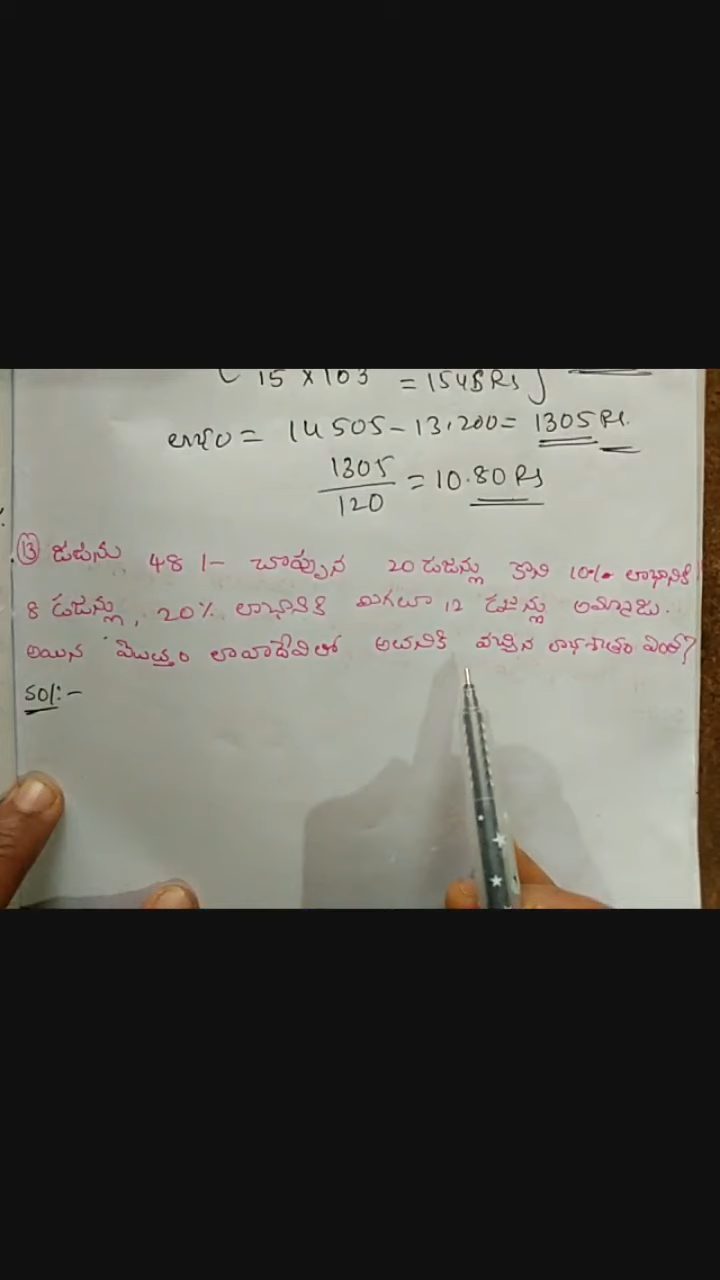 ( 15 X 103 = 1545 Rs )
లాభం = 14505 - 13,200 = 1305 Rs.
1305
120 = 10.80 Rs
13 డజను 48 /- చొప్పున 20 డజన్లు కొని 10% లాభానికి
8 డజన్లు, 20% లాభానికి మిగలూ 12 డజన్లు అమ్మాడు.
అయిన మొత్తం లావాదేవిలో అతనికి వచ్చిన లాభశాతం ఎంత?
Sol:-